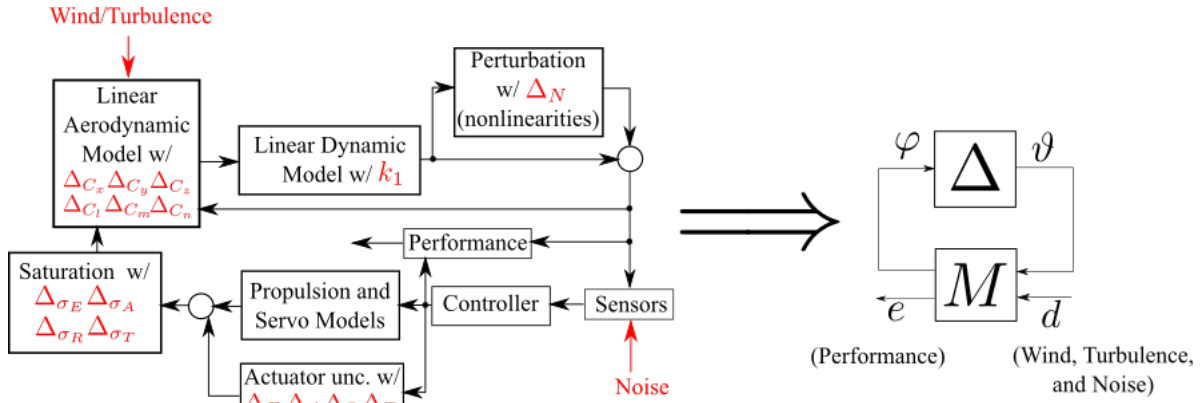 Wind/Turbulence
Linear
Aerodynamic
Model w/
Δ_{C_x} Δ_{C_y} Δ_{C_z}
Δ_{C_l} Δ_{C_m} Δ_{C_n}
Linear Dynamic
Model w/ k_1
Perturbation
w/ Δ_N
(nonlinearities)
Performance
Saturation w/
Δ_{σ_E} Δ_{σ_A}
Δ_{σ_R} Δ_{σ_T}
Propulsion and
Servo Models
Controller
Sensors
Actuator unc. w/
Noise
φ
Δ
ϑ
M
e
d
(Performance)
(Wind, Turbulence,
and Noise)